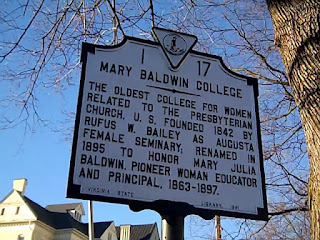 I 17
MARY BALDWIN COLLEGE
THE OLDEST COLLEGE FOR WOMEN
RELATED TO THE PRESBYTERIAN
CHURCH, U. S. FOUNDED 1842 BY
RUFUS W. BAILEY AS AUGUSTA
FEMALE SEMINARY. RENAMED IN
1895 TO HONOR MARY JULIA
BALDWIN, PIONEER WOMAN EDUCATOR
AND PRINCIPAL, 1863-1897.
VIRGINIA STATE LIBRARY